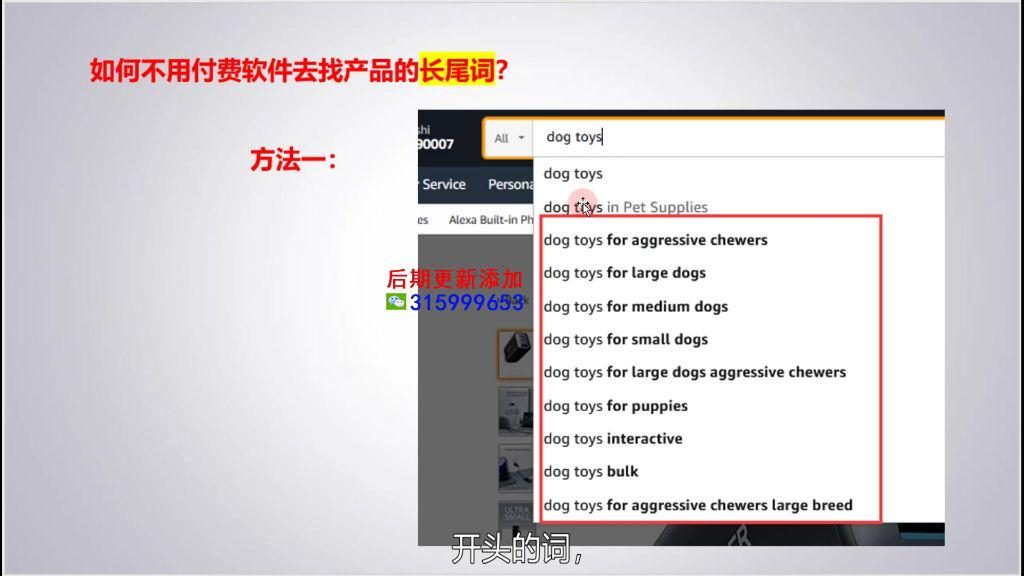 如何不用付费软件去找产品的长尾词?
方法一：
shi
90007
All
dog toys
Service
Persona
es
Alexa Built-in Ph
dog toys
dog toys in Pet Supplies
dog toys for aggressive chewers
dog toys for large dogs
dog toys for medium dogs
dog toys for small dogs
dog toys for large dogs aggressive chewers
dog toys for puppies
dog toys interactive
dog toys bulk
dog toys for aggressive chewers large breed
后期更新添加
315999653
ULTRA
SMALL
开头的词，